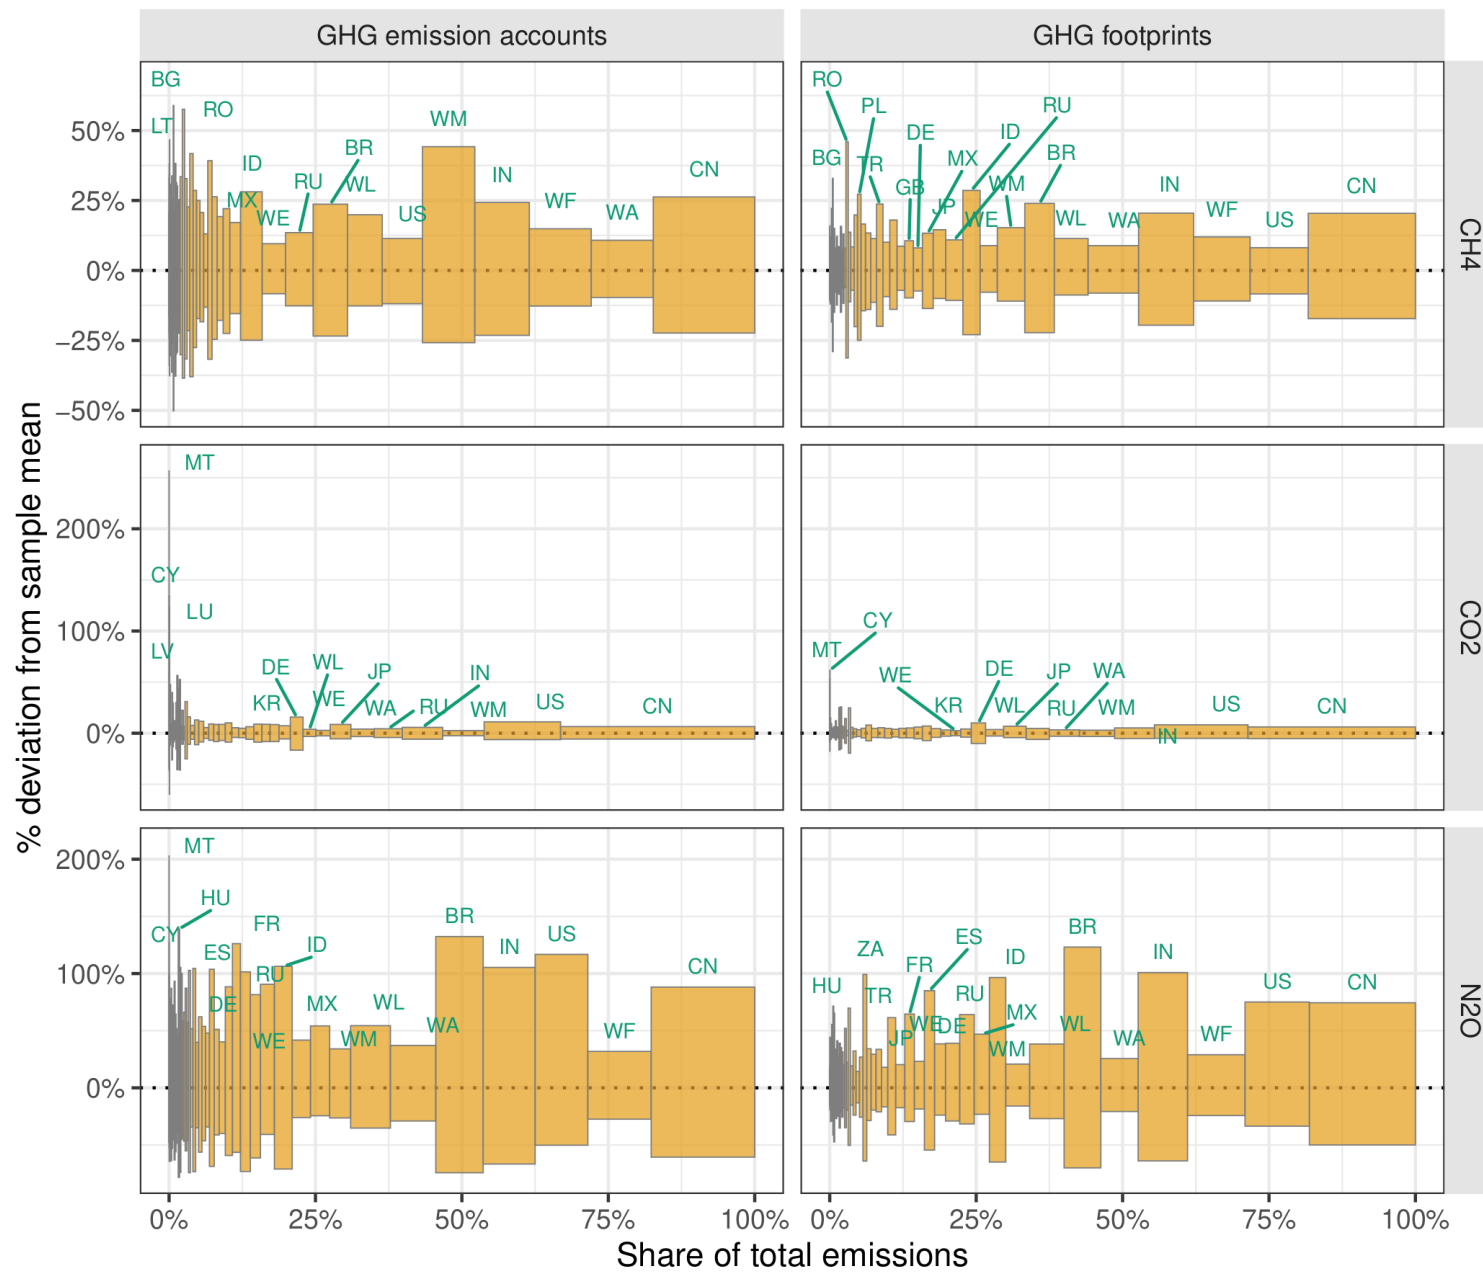 GHG emission accounts
GHG footprints
% deviation from sample mean
50%
25%
0%
−25%
−50%
BG
LT
RO
ID
MX
WE
RU
BR
WL
US
WM
IN
WF
WA
CN
RO
PL
BG
TR
DE
GB
MX
JP
ID
WE
WM
RU
BR
WL
WA
IN
WF
US
CN
CH4
200%
100%
0%
MT
CY
LU
LV
KR
DE
WL
WE
JP
WA
RU
IN
WM
US
CN
CY
MT
WE
KR
DE
WL
JP
RU
WA
WM
IN
US
CN
CO2
200%
100%
0%
MT
HU
CY
ES
DE
FR
RU
WE
ID
MX
WM
WL
WA
BR
IN
US
WF
CN
HU
ZA
TR
JP
FR
WE
DE
ES
RU
ID
MX
WM
WL
BR
WA
IN
WF
US
CN
N2O
0%
25%
50%
75%
100%
0%
25%
50%
75%
100%
Share of total emissions